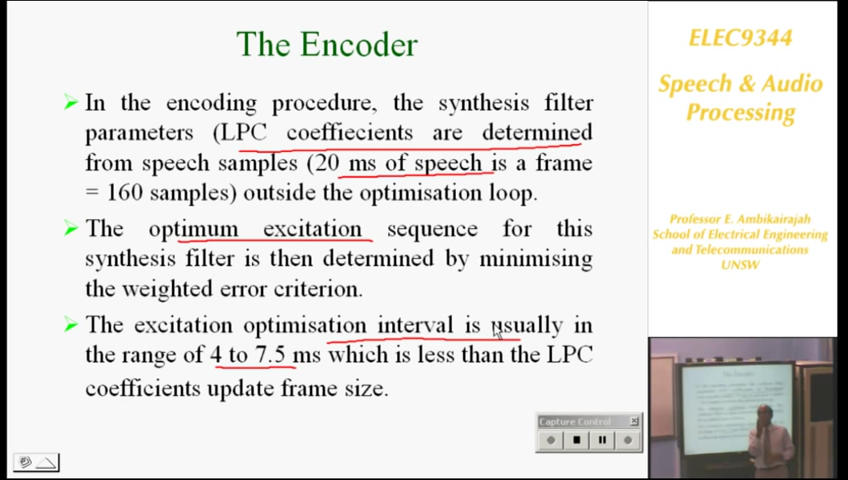 The Encoder
In the encoding procedure, the synthesis filter
parameters (LPC coeffiecients are determined
from speech samples (20 ms of speech is a frame
= 160 samples) outside the optimisation loop.
The optimum excitation sequence for this
synthesis filter is then determined by minimising
the weighted error criterion.
The excitation optimisation interval is usually in
the range of 4 to 7.5 ms which is less than the LPC
coefficients update frame size.
Capture Control
ELEC9344
Speech & Audio
Processing
Professor E. Ambikairajah
School of Electrical Engineering
and Telecommunications
UNSW